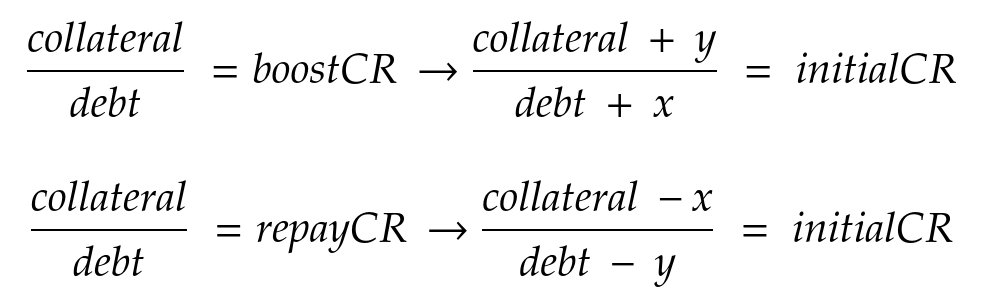 collateral / debt = boostCR → collateral + y / debt + x = initialCR
collateral / debt = repayCR → collateral − x / debt − y = initialCR